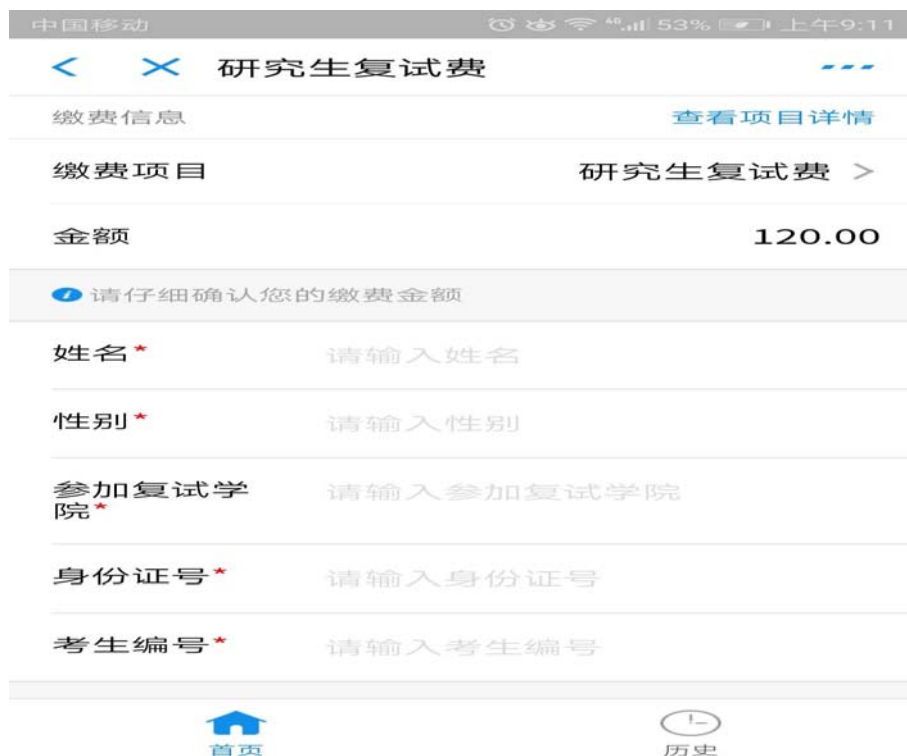 中国移动 46 53% 上午9:11
研究生复试费
缴费信息 查看项目详情
缴费项目 研究生复试费 >
金额 120.00
请仔细确认您的缴费金额
姓名* 请输入姓名
性别* 请输入性别
参加复试学 请输入参加复试学院
院*
身份证号* 请输入身份证号
考生编号* 请输入考生编号
首页 历史